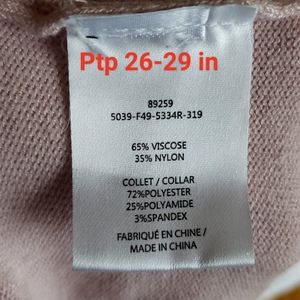 Ptp 26-29 in
89259
5039-F49-5334R-319
65% VISCOSE
35% NYLON
COLLET / COLLAR
72%POLYESTER
25%POLYAMIDE
3%SPANDEX
FABRIQUÉ EN CHINE /
MADE IN CHINA